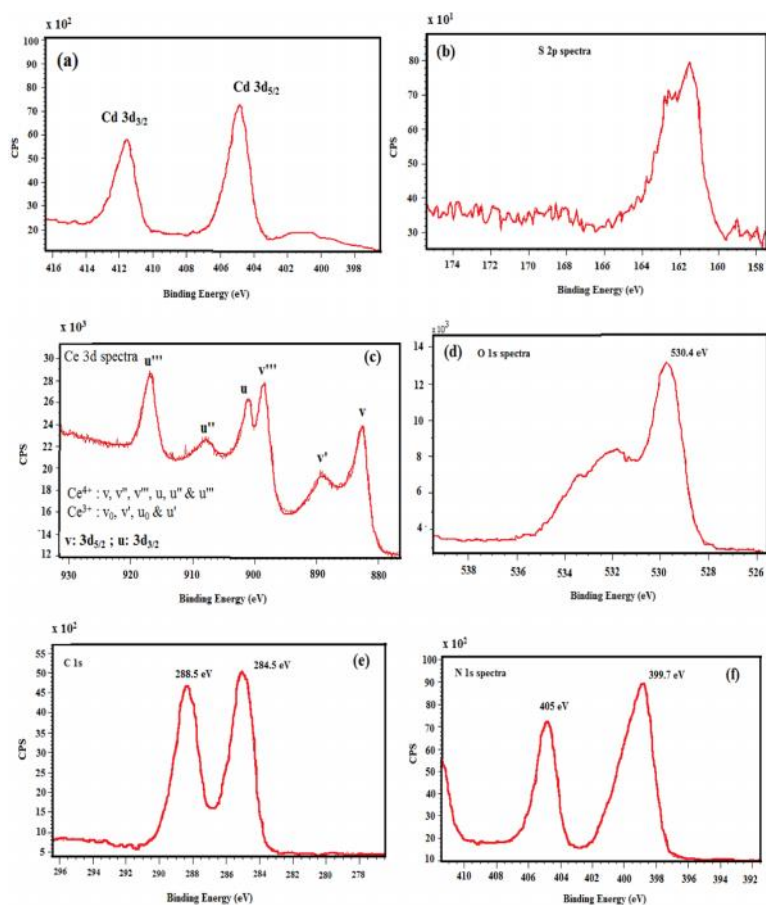 x 10²
(a)
Cd 3d₅/₂
Cd 3d₃/₂
CPS
100
90
80
70
60
50
40
30
20
416 414 412 410 408 406 404 402 400 398
Binding Energy (eV)
x 10¹
(b)
S 2p spectra
CPS
80
70
60
50
40
30
174 172 170 168 166 164 162 160 158
Binding Energy (eV)
x 10³
Ce 3d spectra
(c)
u'''
v'''
u
u''
v'
v
CPS
30
28
26
24
22
20
18
16
14
12
Ce⁴⁺ : v, v'', v''', u, u'' & u'''
Ce³⁺ : v₀, v', u₀ & u'
v: 3d₅/₂ ; u: 3d₃/₂
930 920 910 900 890 880
Binding Energy (eV)
x10³
(d)
O 1s spectra
530.4 eV
CPS
14
12
10
8
6
4
538 536 534 532 530 528 526
Binding Energy (eV)
x 10²
C 1s
(e)
288.5 eV
284.5 eV
CPS
50
45
40
35
30
25
20
15
10
5
296 294 292 290 288 286 284 282 280 278 276
Binding Energy (eV)
x 10²
N 1s spectra
(f)
399.7 eV
405 eV
CPS
100
90
80
70
60
50
40
30
20
10
410 408 406 404 402 400 398 396 394 392
Binding Energy (eV)